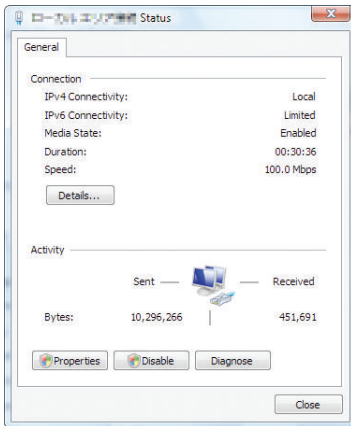 ローカル エリア接続 Status
General
Connection
IPv4 Connectivity: Local
IPv6 Connectivity: Limited
Media State: Enabled
Duration: 00:30:36
Speed: 100.0 Mbps
Details...
Activity
Sent Received
Bytes: 10,296,266 451,691
Properties Disable Diagnose
Close